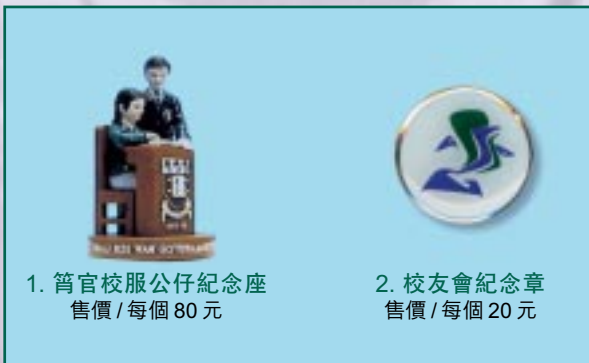 1. 筲官校服公仔紀念座
售價 / 每個 80 元
2. 校友會紀念章
售價 / 每個 20 元